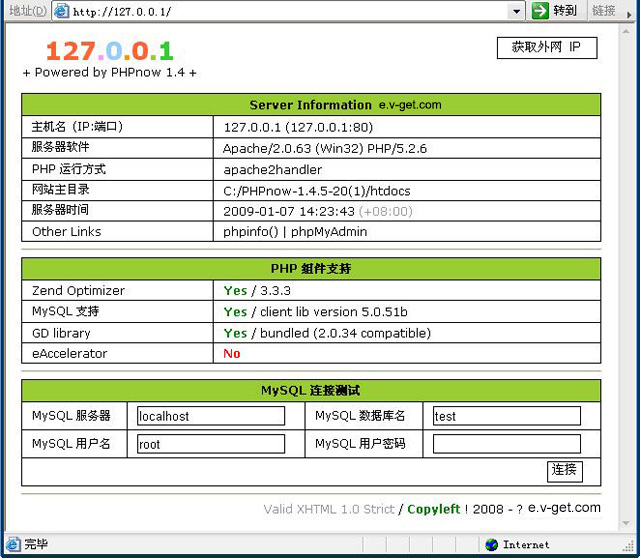 地址(D) http://127.0.0.1/ 转到 链接
127.0.0.1 获取外网 IP
+ Powered by PHPnow 1.4 +
Server Information e.v-get.com
主机名 (IP:端口) 127.0.0.1 (127.0.0.1:80)
服务器软件 Apache/2.0.63 (Win32) PHP/5.2.6
PHP 运行方式 apache2handler
网站主目录 C:/PHPnow-1.4.5-20(1)/htdocs
服务器时间 2009-01-07 14:23:43 (+08:00)
Other Links phpinfo() | phpMyAdmin
PHP 组件支持
Zend Optimizer Yes / 3.3.3
MySQL 支持 Yes / client lib version 5.0.51b
GD library Yes / bundled (2.0.34 compatible)
eAccelerator No
MySQL 连接测试
MySQL 服务器 localhost MySQL 数据库名 test
MySQL 用户名 root MySQL 用户密码
连接
Valid XHTML 1.0 Strict / Copyleft ! 2008 - ? e.v-get.com
完毕 Internet